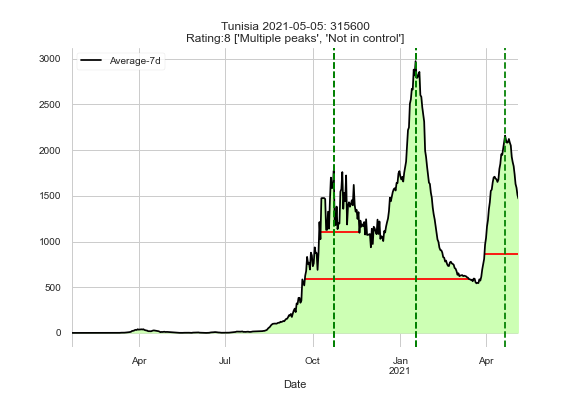 Tunisia 2021-05-05: 315600
Rating:8 ['Multiple peaks', 'Not in control']
Average-7d
3000
2500
2000
1500
1000
500
0
Apr
Jul
Oct
Jan
2021
Apr
Date